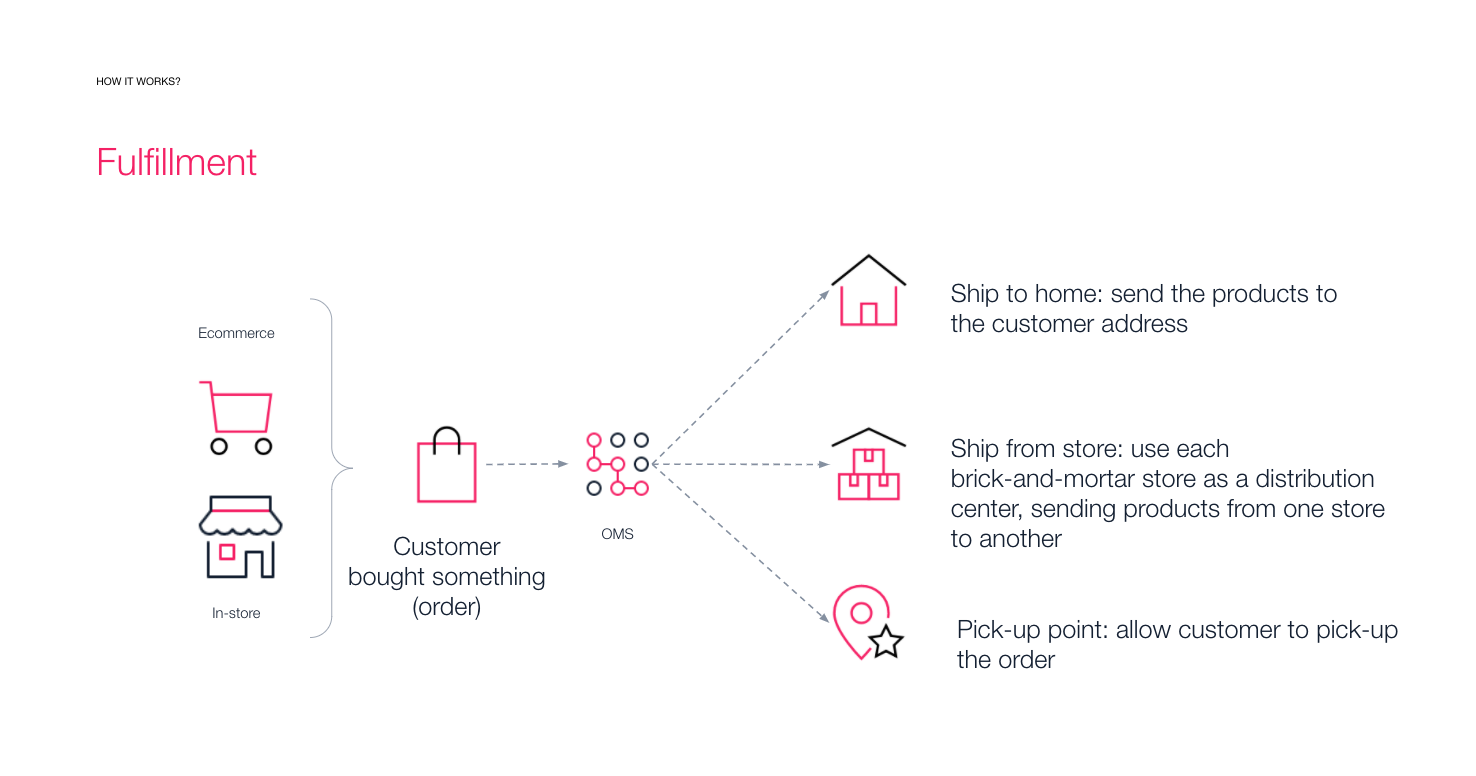 HOW IT WORKS?
Fulfillment
Ecommerce
In-store
Customer
bought something
(order)
OMS
Ship to home: send the products to
the customer address
Ship from store: use each
brick-and-mortar store as a distribution
center, sending products from one store
to another
Pick-up point: allow customer to pick-up
the order